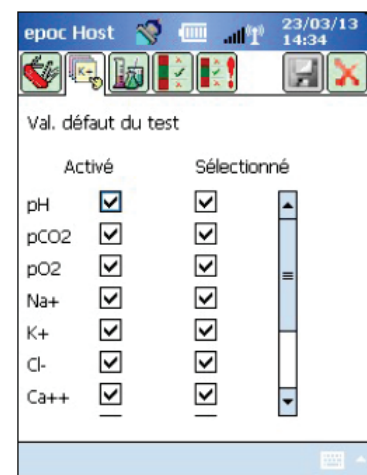 epoc Host 23/03/13
14:34
K+
Val. défaut du test
Activé Sélectionné
pH
pCO2
pO2
Na+
K+
Cl-
Ca++